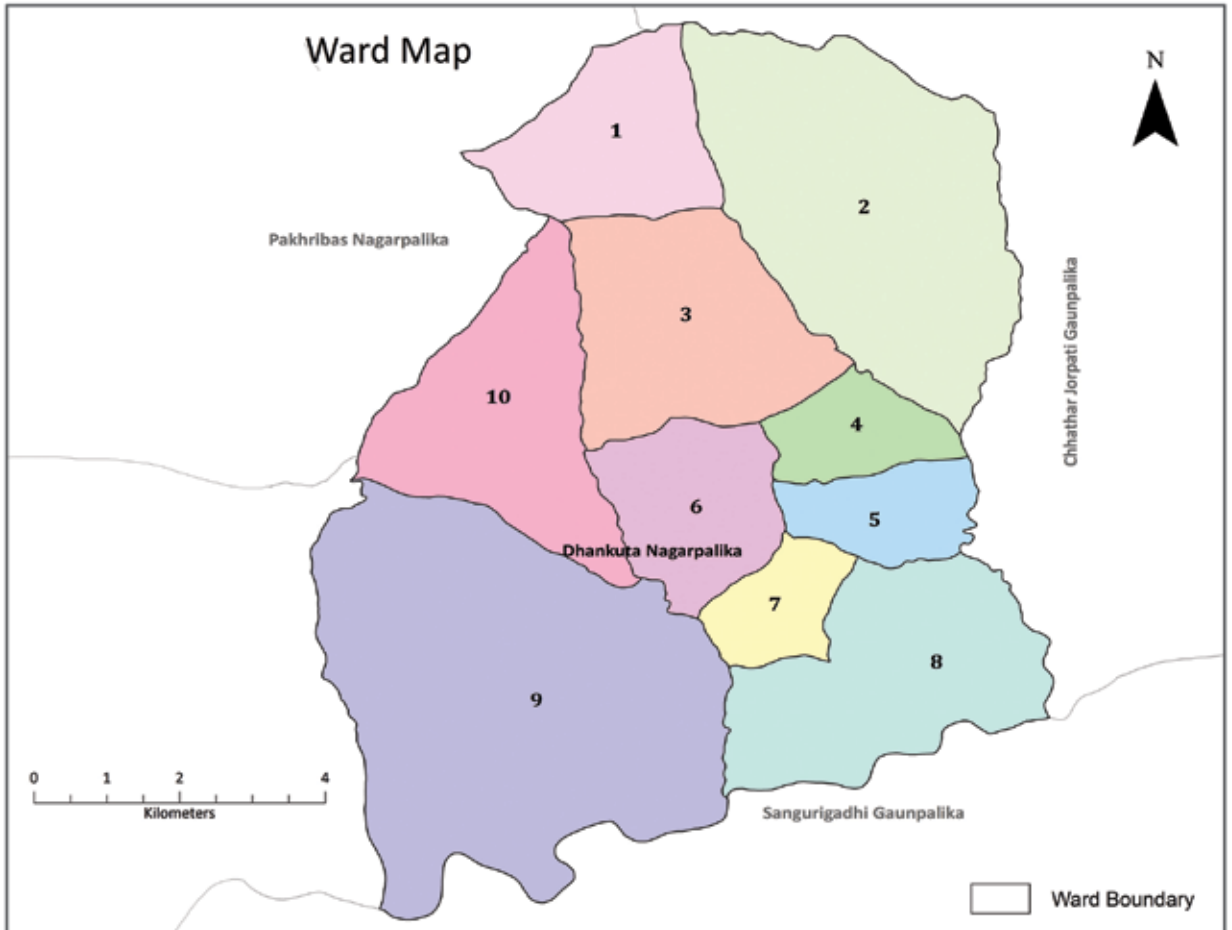 Ward Map
N
1
2
Pakhribas Nagarpalika
Chhathar Jorpati Gaunpalika
3
10
4
6
5
Dhankuta Nagarpalika
7
8
9
0 1 2 4
Kilometers
Sangurigadhi Gaunpalika
Ward Boundary